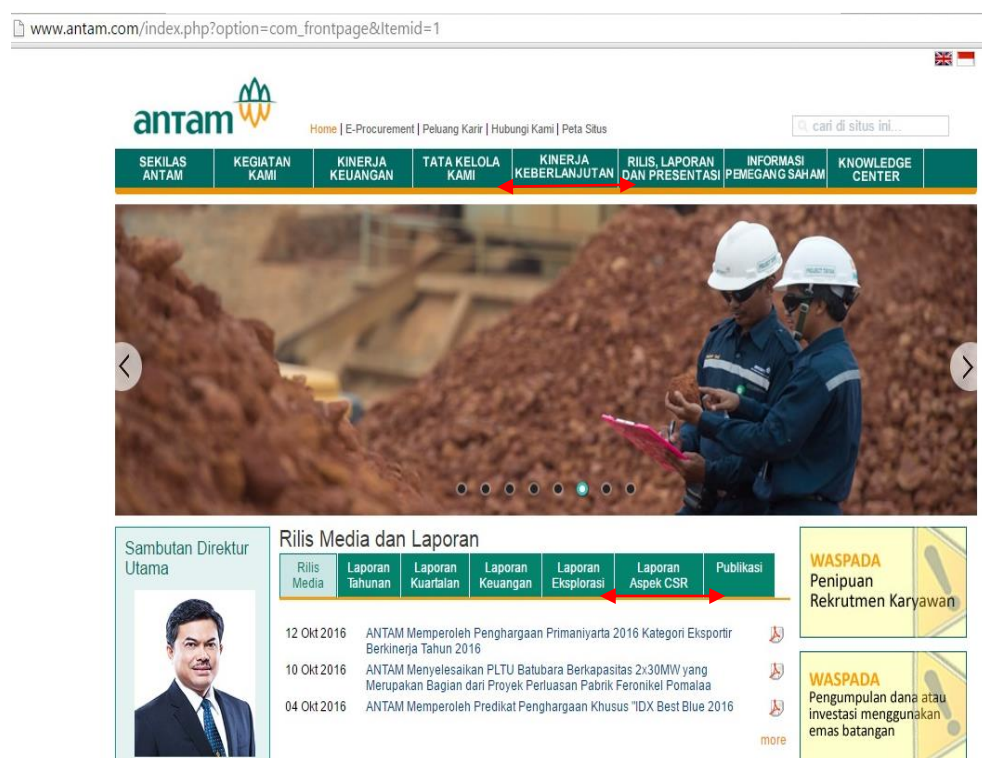 www.antam.com/index.php?option=com_frontpage&Itemid=1
antam
Home | E-Procurement | Peluang Karir | Hubungi Kami | Peta Situs
cari di situs ini...
SEKILAS
ANTAM
KEGIATAN
KAMI
KINERJA
KEUANGAN
TATA KELOLA
KAMI
KINERJA
KEBERLANJUTAN
RILIS, LAPORAN
DAN PRESENTASI
INFORMASI
PEMEGANG SAHAM
KNOWLEDGE
CENTER
Sambutan Direktur
Utama
Rilis Media dan Laporan
Rilis
Media
Laporan
Tahunan
Laporan
Kuartalan
Laporan
Keuangan
Laporan
Eksplorasi
Laporan
Aspek CSR
Publikasi
12 Okt 2016 ANTAM Memperoleh Penghargaan Primaniyarta 2016 Kategori Eksportir
Berkinerja Tahun 2016
10 Okt 2016 ANTAM Menyelesaikan PLTU Batubara Berkapasitas 2x30MW yang
Merupakan Bagian dari Proyek Perluasan Pabrik Feronikel Pomalaa
04 Okt 2016 ANTAM Memperoleh Predikat Penghargaan Khusus "IDX Best Blue 2016
more
WASPADA
Penipuan
Rekrutmen Karyawan
WASPADA
Pengumpulan dana atau
investasi menggunakan
emas batangan